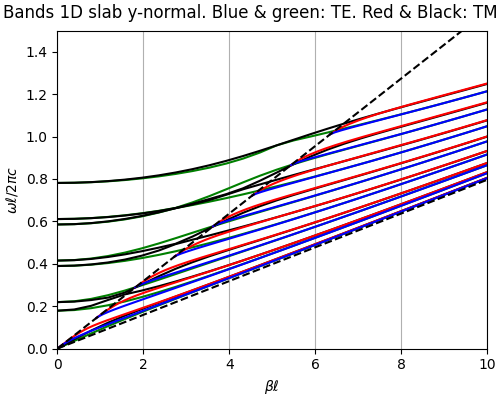 Bands 1D slab y-normal. Blue & green: TE. Red & Black: TM
1.4
1.2
1.0
0.8
0.6
0.4
0.2
0.0
ωℓ/2πc
0 2 4 6 8 10
βℓ